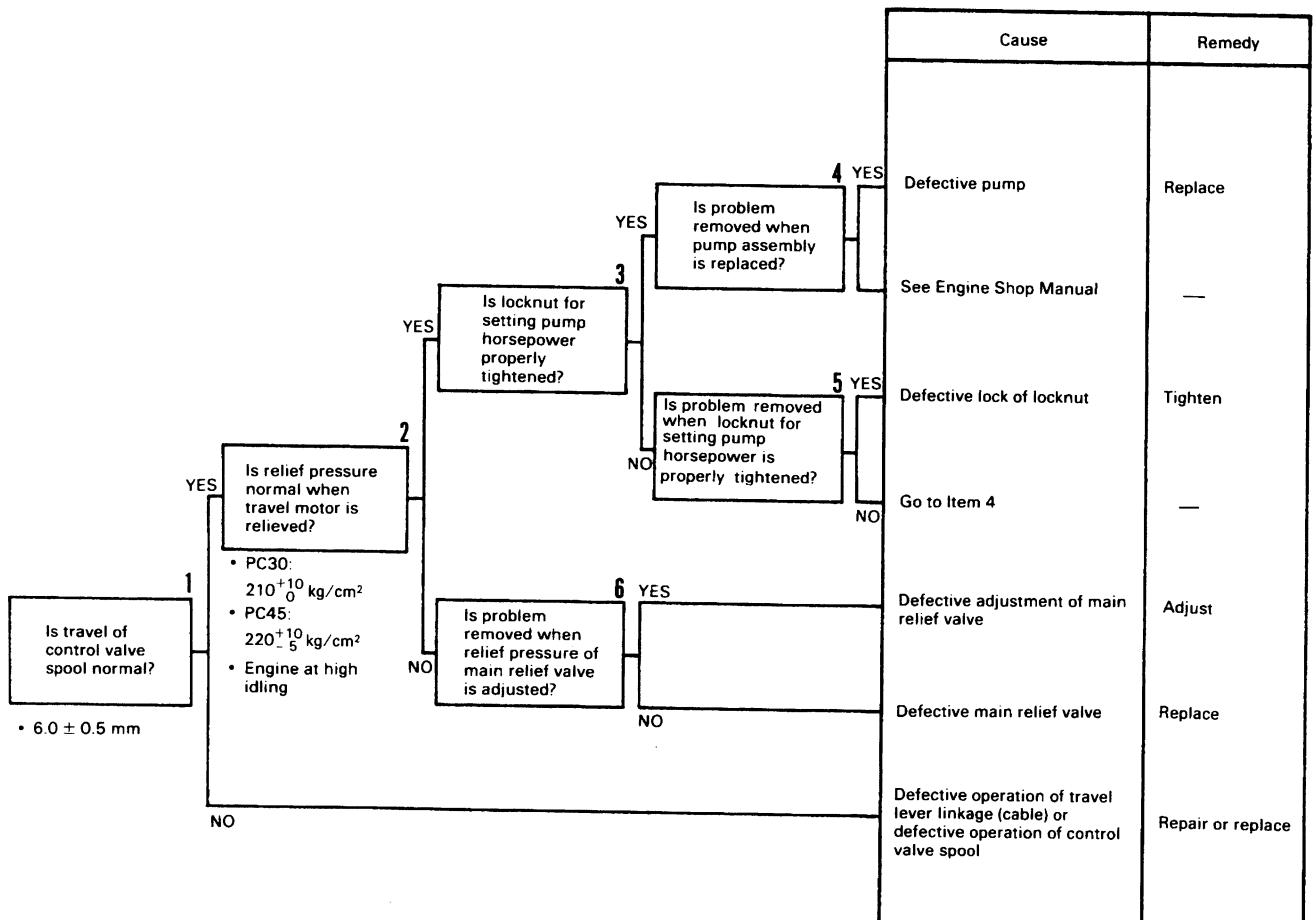 Cause
Remedy
4
YES
Is problem
removed when
pump assembly
is replaced?
Defective pump
Replace
YES
3
See Engine Shop Manual
—
Is locknut for
setting pump
horsepower
properly
tightened?
YES
5
YES
Is problem removed
when locknut for
setting pump
horsepower is
properly tightened?
NO
Defective lock of locknut
Tighten
2
Is relief pressure
normal when
travel motor is
relieved?
YES
NO
Go to Item 4
—
• PC30:
210 +10 0 kg/cm²
• PC45:
220 +10 - 5 kg/cm²
• Engine at high
idling
1
Is travel of
control valve
spool normal?
• 6.0 ± 0.5 mm
6
YES
Is problem
removed when
relief pressure of
main relief valve
is adjusted?
NO
Defective adjustment of main
relief valve
Adjust
NO
Defective main relief valve
Replace
NO
Defective operation of travel
lever linkage (cable) or
defective operation of control
valve spool
Repair or replace